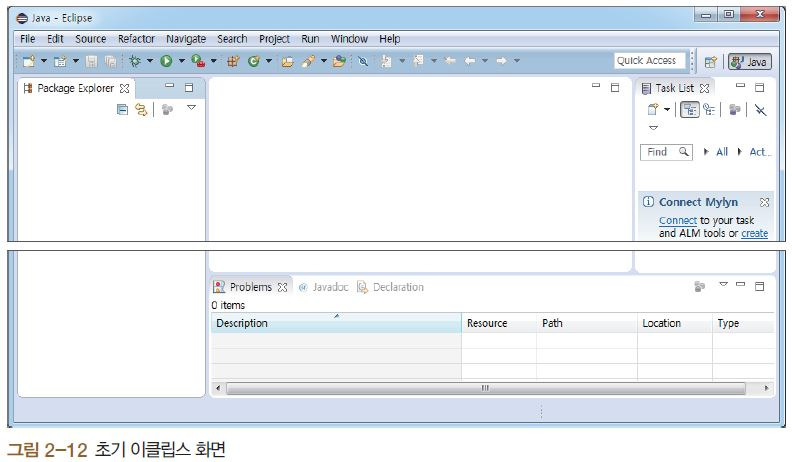 Java - Eclipse
File Edit Source Refactor Navigate Search Project Run Window Help
Quick Access
Java
Package Explorer
Task List
Find
All
Act...
Connect Mylyn
Connect to your task
and ALM tools or create
Problems
@ Javadoc
Declaration
0 items
Description Resource Path Location Type
그림 2-12 초기 이클립스 화면